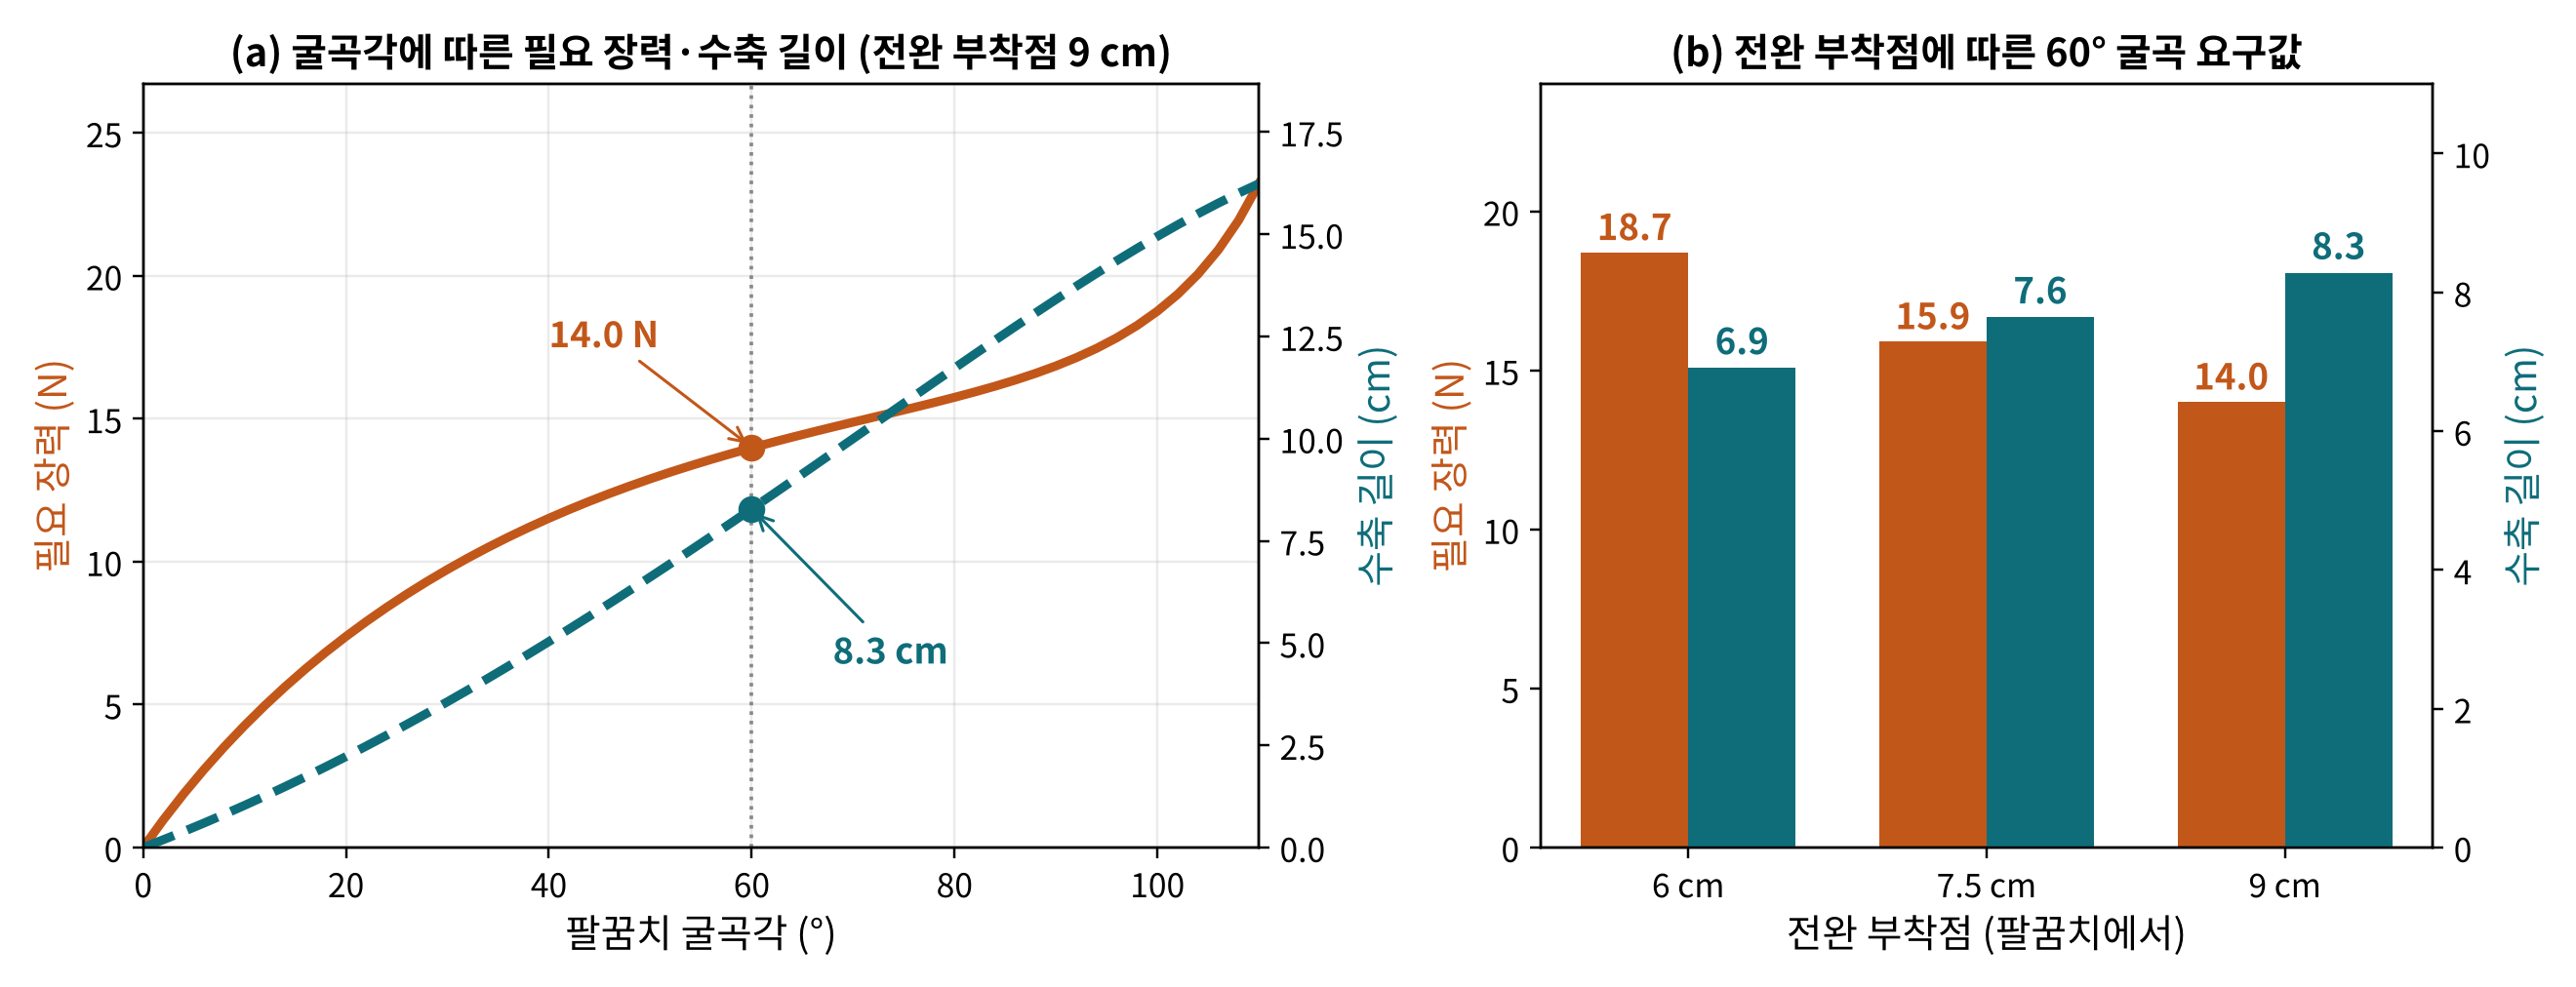 (a) 굴곡각에 따른 필요 장력·수축 길이 (전완 부착점 9 cm)
25
20
15
10
5
0
필요 장력 (N)
17.5
15.0
12.5
10.0
7.5
5.0
2.5
0.0
수축 길이 (cm)
14.0 N
8.3 cm
0 20 40 60 80 100
팔꿈치 굴곡각 (°)
(b) 전완 부착점에 따른 60° 굴곡 요구값
20
15
10
5
0
필요 장력 (N)
10
8
6
4
2
0
수축 길이 (cm)
18.7
6.9
15.9
7.6
14.0
8.3
6 cm 7.5 cm 9 cm
전완 부착점 (팔꿈치에서)